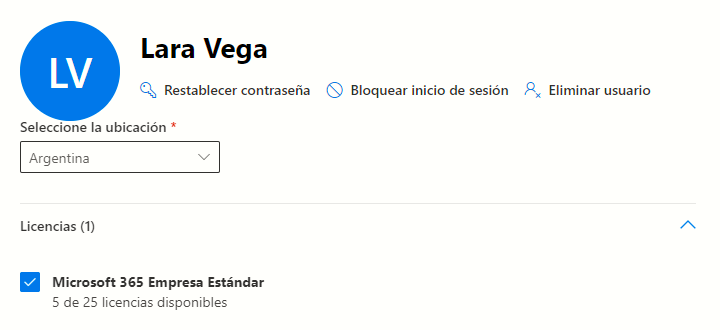 LV
Lara Vega
Restablecer contraseña Bloquear inicio de sesión Eliminar usuario
Seleccione la ubicación *
Argentina
Licencias (1)
Microsoft 365 Empresa Estándar
5 de 25 licencias disponibles